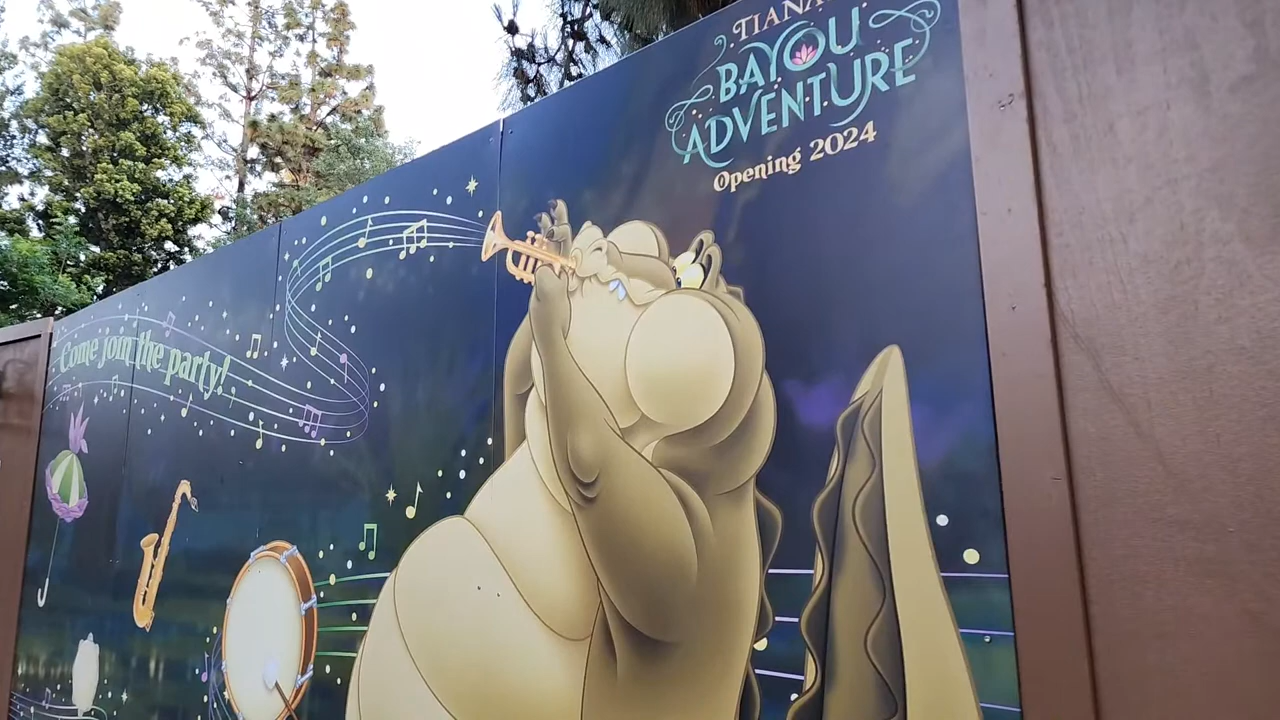 TIANA'S
BAYOU
ADVENTURE
Opening 2024
Come join the party!